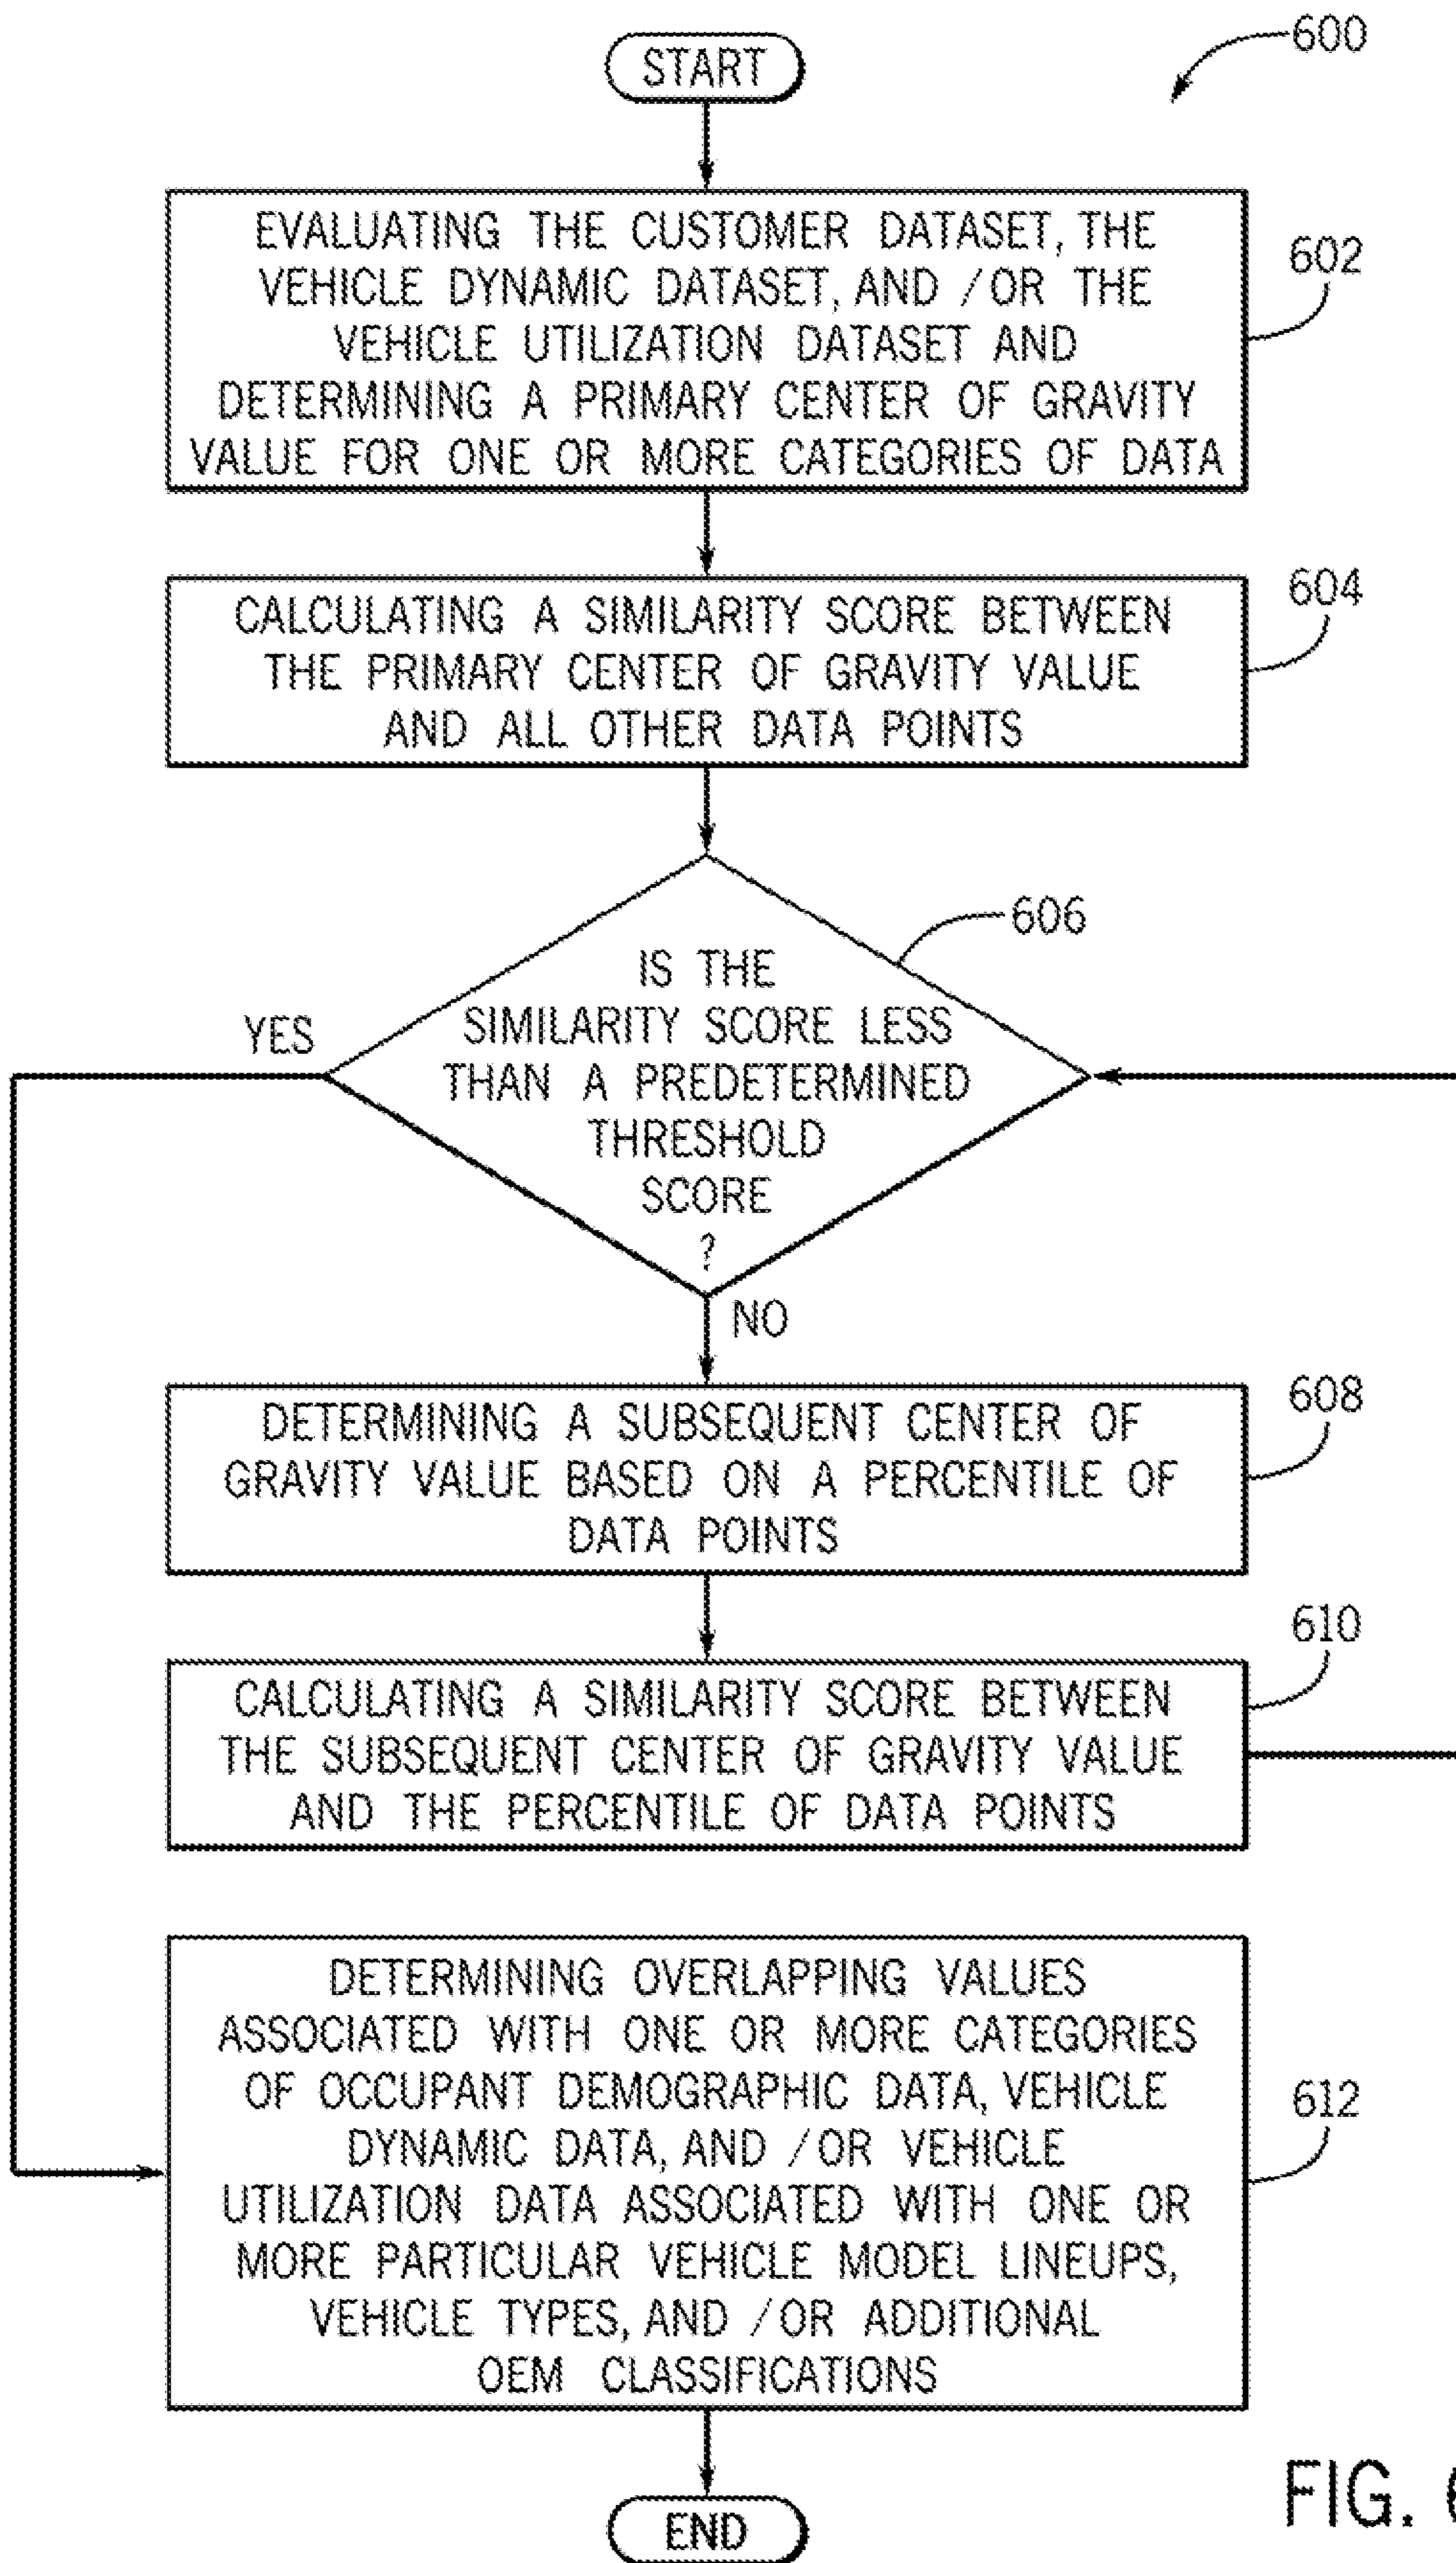 600
START
EVALUATING THE CUSTOMER DATASET, THE
VEHICLE DYNAMIC DATASET, AND /OR THE
VEHICLE UTILIZATION DATASET AND
DETERMINING A PRIMARY CENTER OF GRAVITY
VALUE FOR ONE OR MORE CATEGORIES OF DATA
602
CALCULATING A SIMILARITY SCORE BETWEEN
THE PRIMARY CENTER OF GRAVITY VALUE
AND ALL OTHER DATA POINTS
604
606
IS THE
SIMILARITY SCORE LESS
THAN A PREDETERMINED
THRESHOLD
SCORE
?
YES
NO
DETERMINING A SUBSEQUENT CENTER OF
GRAVITY VALUE BASED ON A PERCENTILE OF
DATA POINTS
608
CALCULATING A SIMILARITY SCORE BETWEEN
THE SUBSEQUENT CENTER OF GRAVITY VALUE
AND THE PERCENTILE OF DATA POINTS
610
DETERMINING OVERLAPPING VALUES
ASSOCIATED WITH ONE OR MORE CATEGORIES
OF OCCUPANT DEMOGRAPHIC DATA, VEHICLE
DYNAMIC DATA, AND /OR VEHICLE
UTILIZATION DATA ASSOCIATED WITH ONE OR
MORE PARTICULAR VEHICLE MODEL LINEUPS,
VEHICLE TYPES, AND /OR ADDITIONAL
OEM CLASSIFICATIONS
612
END
FIG. 6